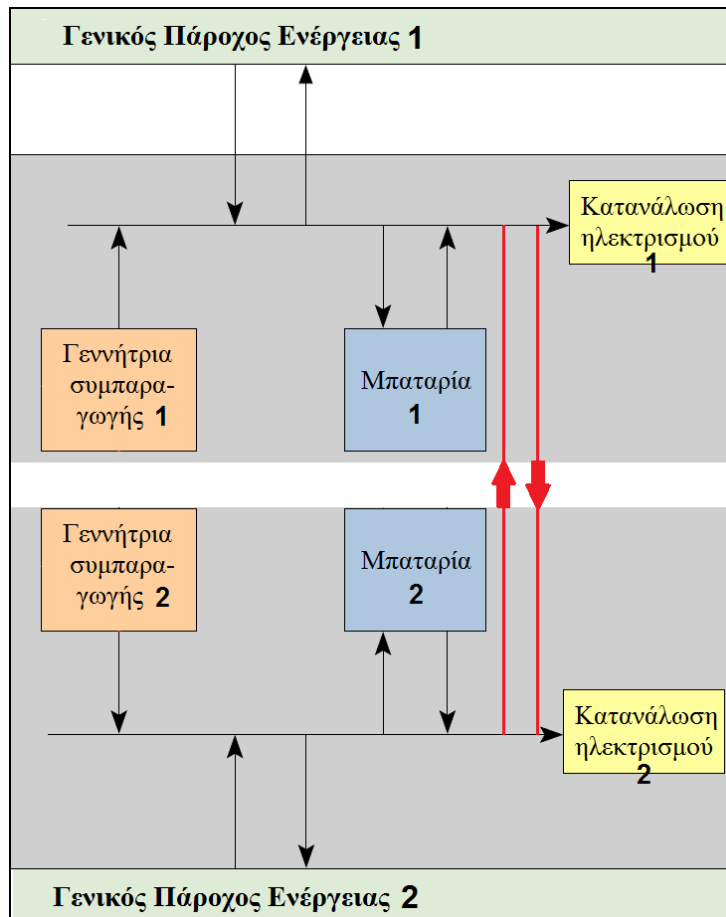 Γενικός Πάροχος Ενέργειας 1
Κατανάλωση
ηλεκτρισμού
1
Γεννήτρια
συμπαρα-
γωγής 1
Μπαταρία
1
Γεννήτρια
συμπαρα-
γωγής 2
Μπαταρία
2
Κατανάλωση
ηλεκτρισμού
2
Γενικός Πάροχος Ενέργειας 2